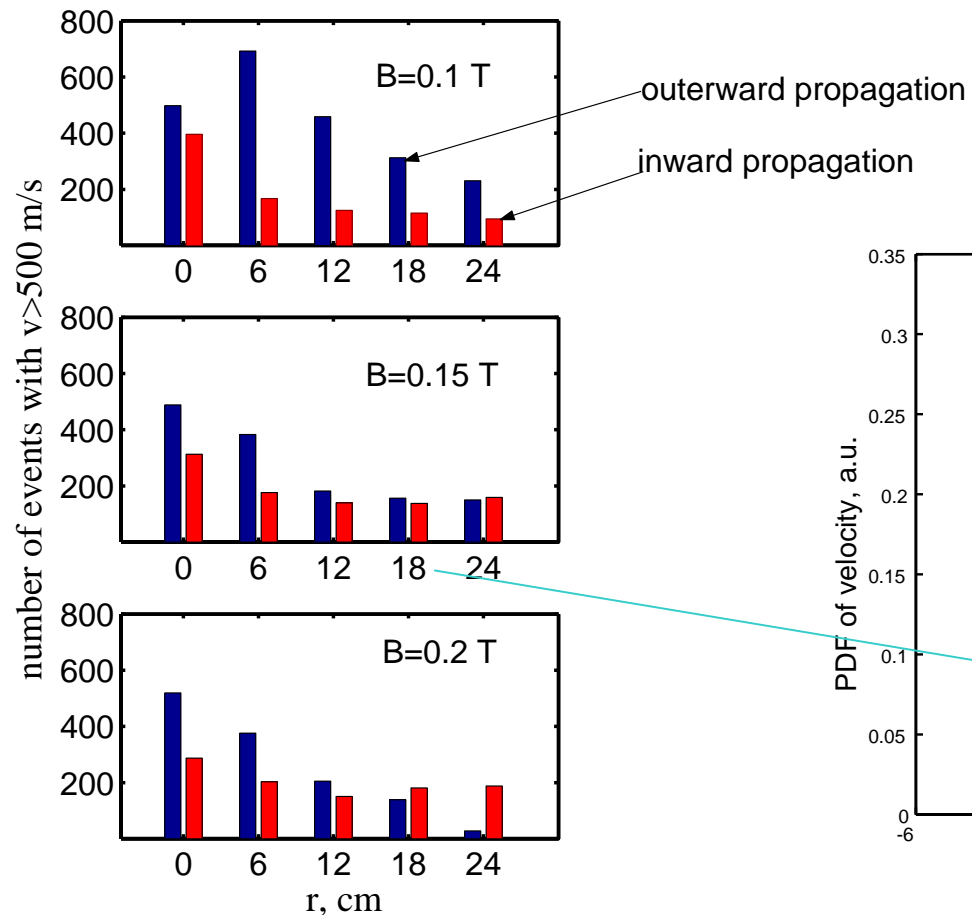 number of events with v>500 m/s
800
600
400
200
B=0.1 T
0 6 12 18 24
outerward propagation
inward propagation
800
600
400
200
B=0.15 T
0 6 12 18 24
800
600
400
200
B=0.2 T
0 6 12 18 24
r, cm
PDF of velocity, a.u.
0.35
0.3
0.25
0.2
0.15
0.1
0.05
0
-6